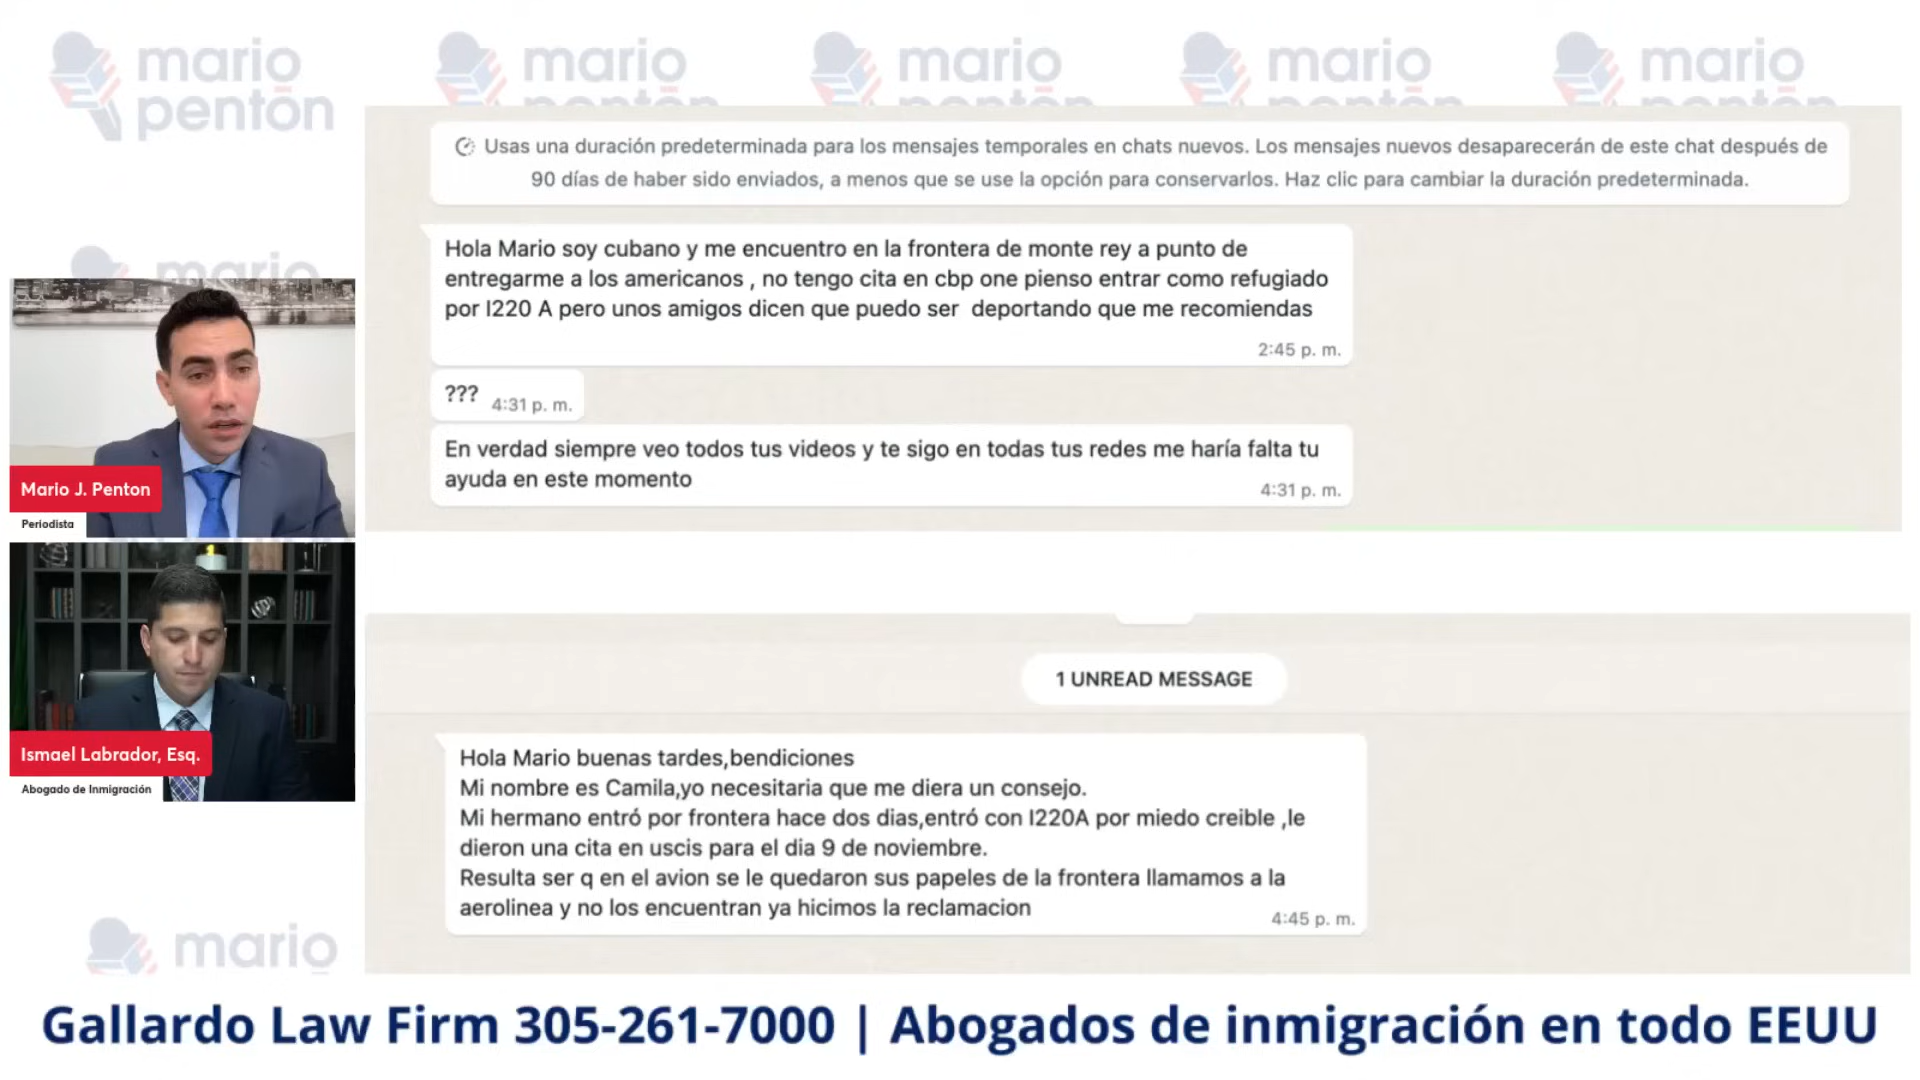 mario
pentón
mario
pentón
mario
pentón
mario
pentón
mario
pentón
Usas una duración predeterminada para los mensajes temporales en chats nuevos. Los mensajes nuevos desaparecerán de este chat después de
90 días de haber sido enviados, a menos que se use la opción para conservarlos. Haz clic para cambiar la duración predeterminada.
Hola Mario soy cubano y me encuentro en la frontera de monte rey a punto de
entregarme a los americanos , no tengo cita en cbp one pienso entrar como refugiado
por I220 A pero unos amigos dicen que puedo ser  deportando que me recomiendas
2:45 p. m.
??? 4:31 p. m.
En verdad siempre veo todos tus videos y te sigo en todas tus redes me haría falta tu
ayuda en este momento
4:31 p. m.
mario
Mario J. Penton
Periodista
Ismael Labrador, Esq.
Abogado de Inmigración
1 UNREAD MESSAGE
Hola Mario buenas tardes,bendiciones
Mi nombre es Camila,yo necesitaria que me diera un consejo.
Mi hermano entró por frontera hace dos dias,entró con I220A por miedo creible ,le
dieron una cita en uscis para el dia 9 de noviembre.
Resulta ser q en el avion se le quedaron sus papeles de la frontera llamamos a la
aerolinea y no los encuentran ya hicimos la reclamacion
4:45 p. m.
mario
Gallardo Law Firm 305-261-7000 | Abogados de inmigración en todo EEUU